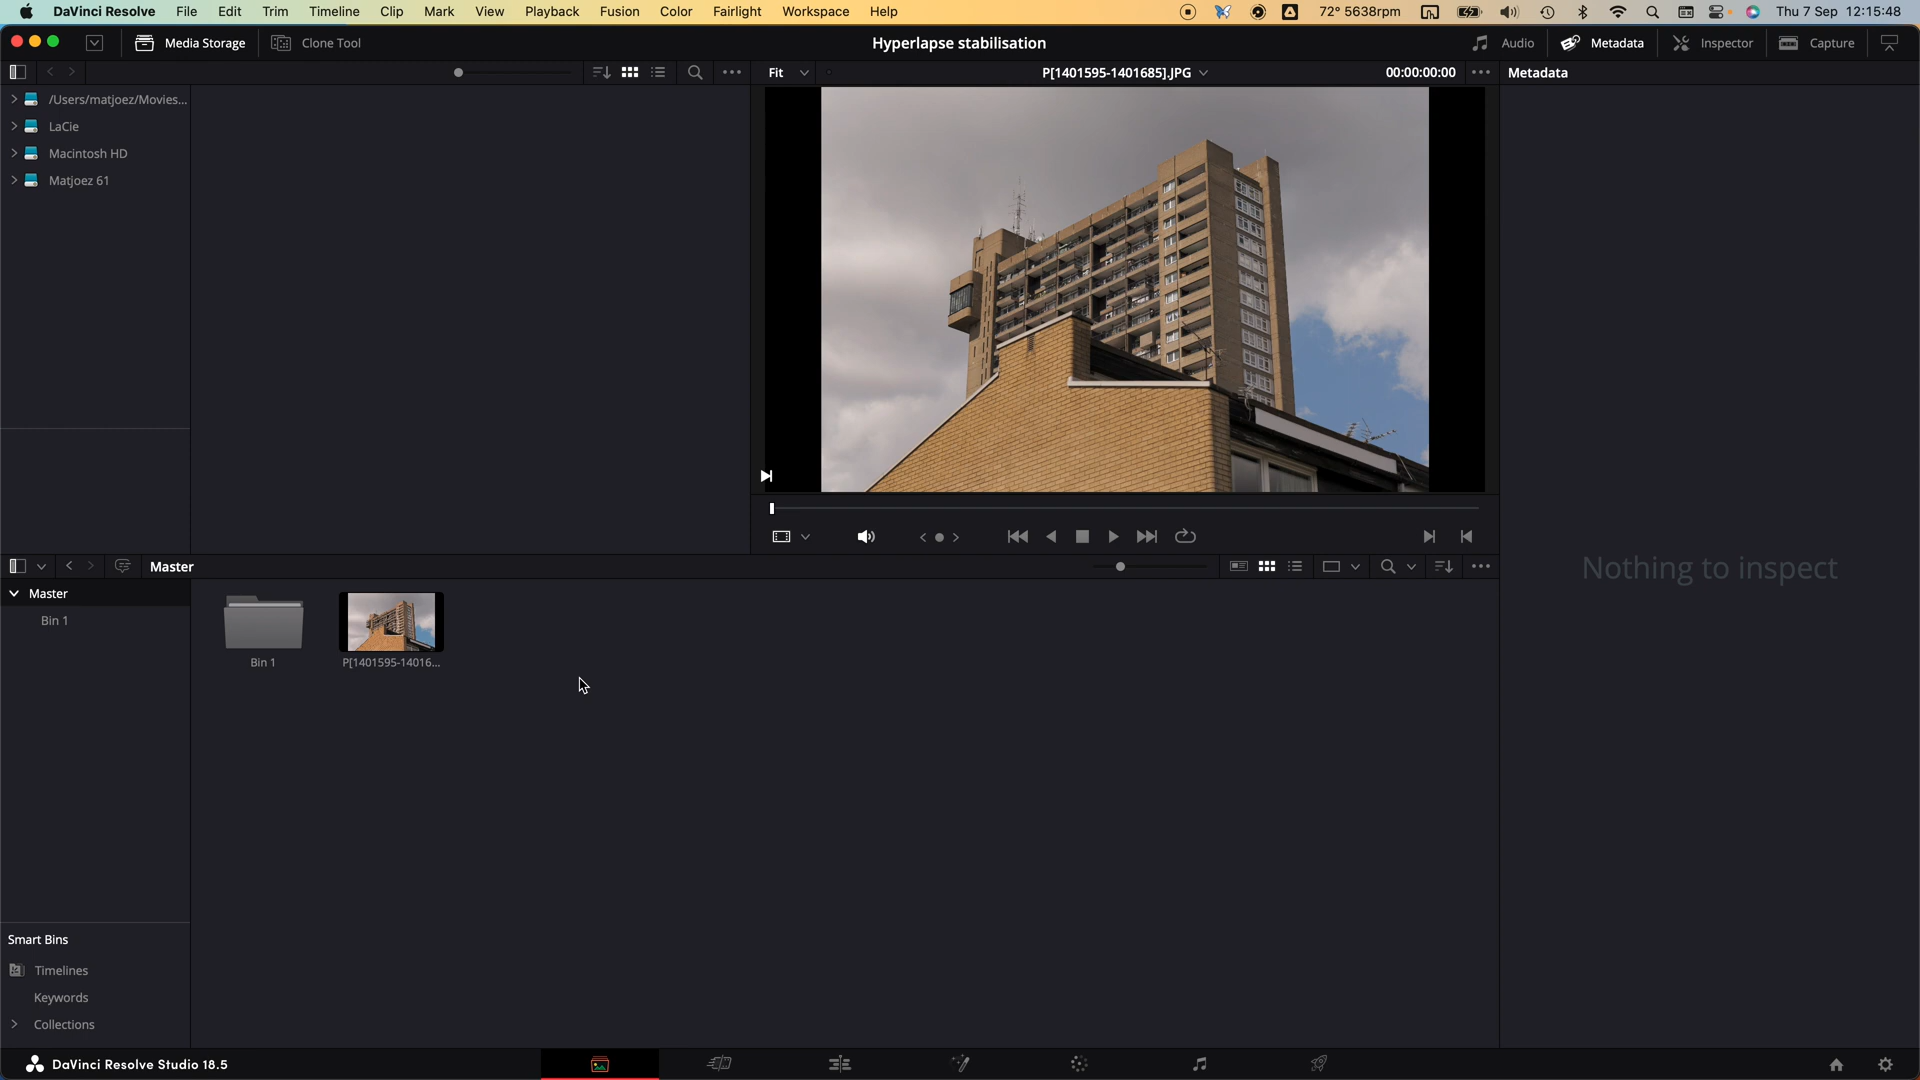 DaVinci Resolve File Edit Trim Timeline Clip Mark View Playback Fusion Color Fairlight Workspace Help 72° 5638rpm Thu 7 Sep 12:15:48
Media Storage Clone Tool Hyperlapse stabilisation Audio Metadata Inspector Capture
Fit P[1401595-1401685].JPG 00:00:00:00 Metadata
/Users/matjoez/Movies...
LaCie
Macintosh HD
Matjoez 61
Master
Master
Bin 1
Bin 1 P[1401595-14016...
Nothing to inspect
Smart Bins
Timelines
Keywords
Collections
DaVinci Resolve Studio 18.5